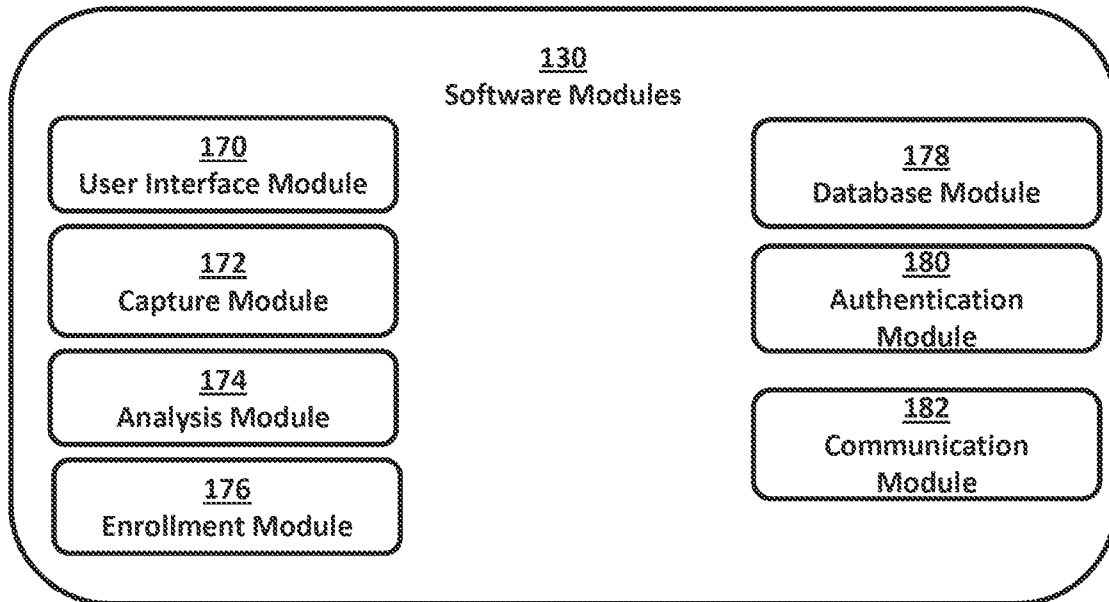 130
Software Modules
170
User Interface Module
172
Capture Module
174
Analysis Module
176
Enrollment Module
178
Database Module
180
Authentication
Module
182
Communication
Module